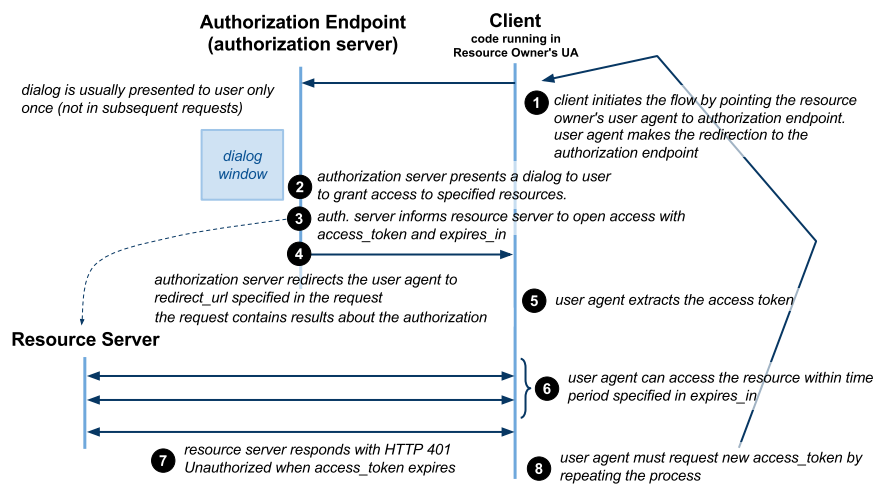 Authorization Endpoint
(authorization server)
Client
code running in
Resource Owner's UA
dialog is usually presented to user only
once (not in subsequent requests)
1
client initiates the flow by pointing the resource
owner's user agent to authorization endpoint.
user agent makes the redirection to the
authorization endpoint
dialog
window
2
authorization server presents a dialog to user
to grant access to specified resources.
3
auth. server informs resource server to open access with
access_token and expires_in
4
authorization server redirects the user agent to
redirect_url specified in the request
the request contains results about the authorization
5
user agent extracts the access token
Resource Server
6
user agent can access the resource within time
period specified in expires_in
7
resource server responds with HTTP 401
Unauthorized when access_token expires
8
user agent must request new access_token by
repeating the process